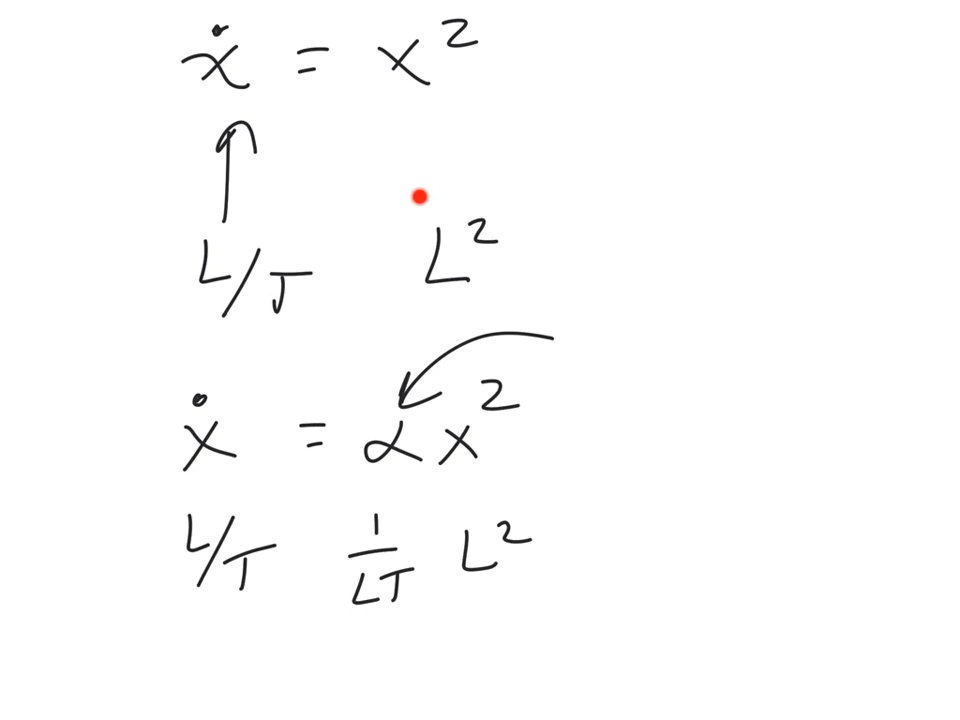 ẋ = x²
L/T L²
ẋ = αx²
L/T 1/LT L²